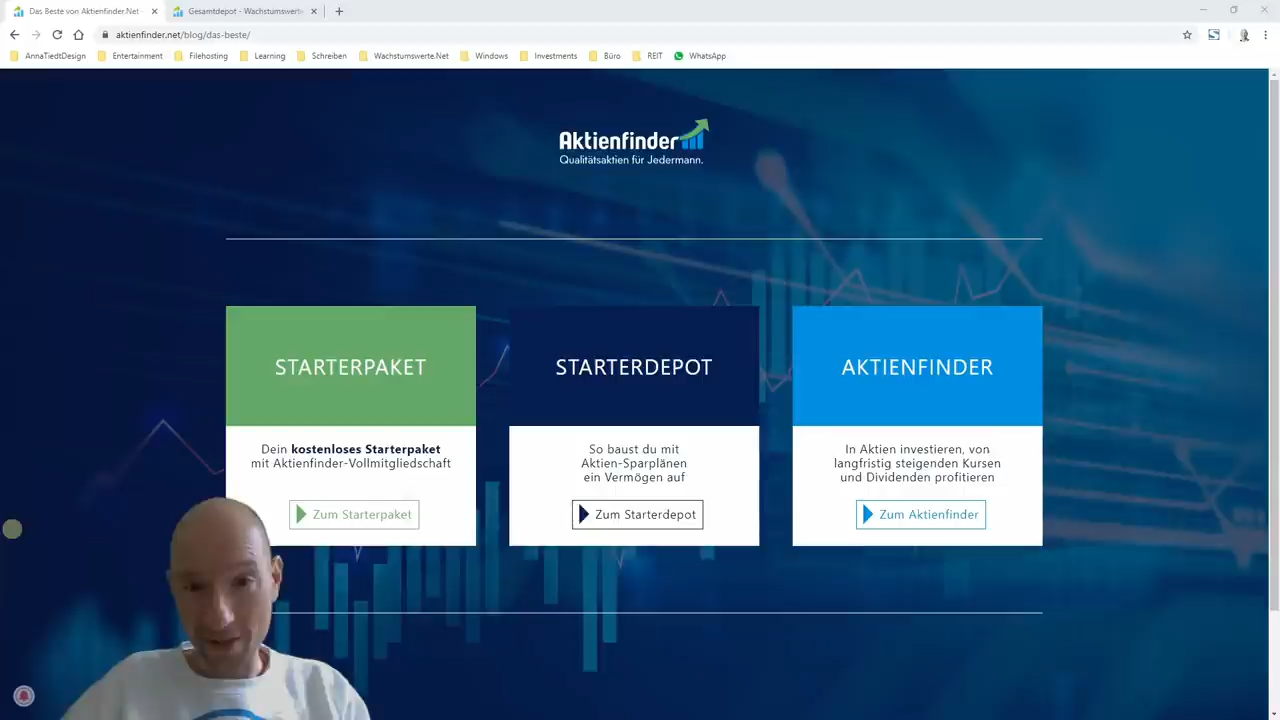 Das Beste von Aktienfinder.Net
Gesamtdepot - Wachstumswerte
aktienfinder.net/blog/das-beste/
AnnaTiedtDesign Entertainment Filehosting Learning Schreiben Wachstumswerte.Net Windows Investments Büro REIT WhatsApp
Aktienfinder
Qualitätsaktien für Jedermann.
STARTERPAKET
Dein kostenloses Starterpaket
mit Aktienfinder-Vollmitgliedschaft
Zum Starterpaket
STARTERDEPOT
So baust du mit
Aktien-Sparplänen
ein Vermögen auf
Zum Starterdepot
AKTIENFINDER
In Aktien investieren, von
langfristig steigenden Kursen
und Dividenden profitieren
Zum Aktienfinder